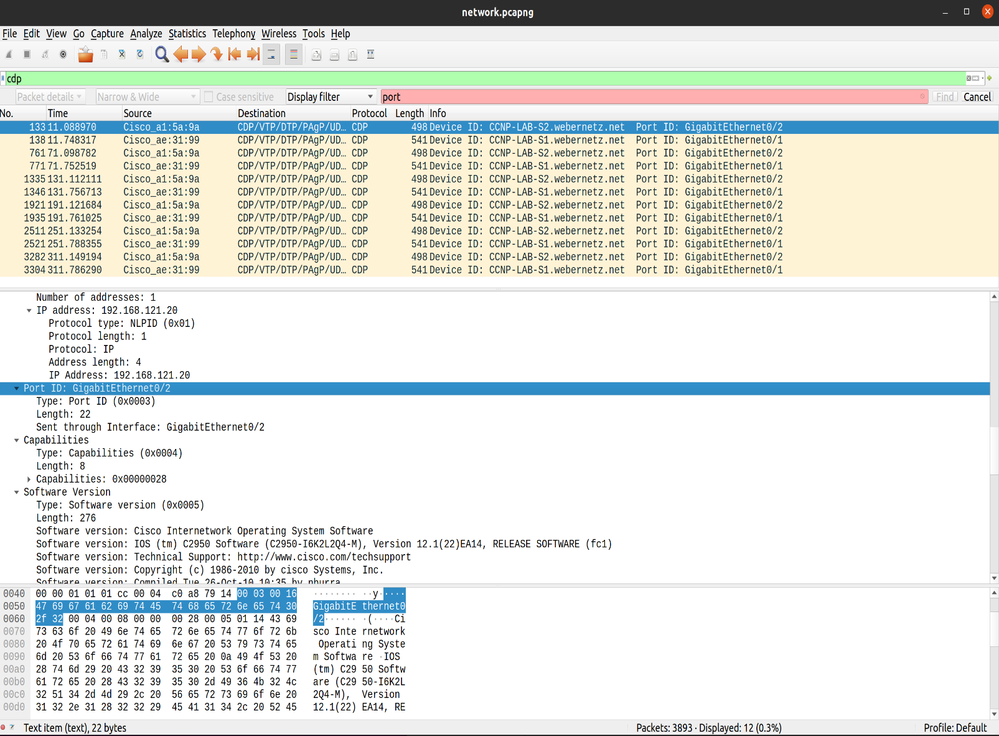 network.pcapng
File Edit View Go Capture Analyze Statistics Telephony Wireless Tools Help
cdp
Packet details Narrow & Wide Case sensitive Display filter port Find Cancel
No. Time Source Destination Protocol Length Info
133 11.088970 Cisco_a1:5a:9a CDP/VTP/DTP/PAgP/UD… CDP 498 Device ID: CCNP-LAB-S2.webernetz.net Port ID: GigabitEthernet0/2
138 11.748317 Cisco_ae:31:99 CDP/VTP/DTP/PAgP/UD… CDP 541 Device ID: CCNP-LAB-S1.webernetz.net Port ID: GigabitEthernet0/1
761 71.098782 Cisco_a1:5a:9a CDP/VTP/DTP/PAgP/UD… CDP 498 Device ID: CCNP-LAB-S2.webernetz.net Port ID: GigabitEthernet0/2
771 71.752519 Cisco_ae:31:99 CDP/VTP/DTP/PAgP/UD… CDP 541 Device ID: CCNP-LAB-S1.webernetz.net Port ID: GigabitEthernet0/1
1335 131.112111 Cisco_a1:5a:9a CDP/VTP/DTP/PAgP/UD… CDP 498 Device ID: CCNP-LAB-S2.webernetz.net Port ID: GigabitEthernet0/2
1346 131.756713 Cisco_ae:31:99 CDP/VTP/DTP/PAgP/UD… CDP 541 Device ID: CCNP-LAB-S1.webernetz.net Port ID: GigabitEthernet0/1
1921 191.121684 Cisco_a1:5a:9a CDP/VTP/DTP/PAgP/UD… CDP 498 Device ID: CCNP-LAB-S2.webernetz.net Port ID: GigabitEthernet0/2
1935 191.761025 Cisco_ae:31:99 CDP/VTP/DTP/PAgP/UD… CDP 541 Device ID: CCNP-LAB-S1.webernetz.net Port ID: GigabitEthernet0/1
2511 251.133254 Cisco_a1:5a:9a CDP/VTP/DTP/PAgP/UD… CDP 498 Device ID: CCNP-LAB-S2.webernetz.net Port ID: GigabitEthernet0/2
2521 251.788355 Cisco_ae:31:99 CDP/VTP/DTP/PAgP/UD… CDP 541 Device ID: CCNP-LAB-S1.webernetz.net Port ID: GigabitEthernet0/1
3282 311.149194 Cisco_a1:5a:9a CDP/VTP/DTP/PAgP/UD… CDP 498 Device ID: CCNP-LAB-S2.webernetz.net Port ID: GigabitEthernet0/2
3304 311.786290 Cisco_ae:31:99 CDP/VTP/DTP/PAgP/UD… CDP 541 Device ID: CCNP-LAB-S1.webernetz.net Port ID: GigabitEthernet0/1
Number of addresses: 1
IP address: 192.168.121.20
Protocol type: NLPID (0x01)
Protocol length: 1
Protocol: IP
Address length: 4
IP Address: 192.168.121.20
Port ID: GigabitEthernet0/2
Type: Port ID (0x0003)
Length: 22
Sent through Interface: GigabitEthernet0/2
Capabilities
Type: Capabilities (0x0004)
Length: 8
Capabilities: 0x00000028
Software Version
Type: Software version (0x0005)
Length: 276
Software version: Cisco Internetwork Operating System Software
Software version: IOS (tm) C2950 Software (C2950-I6K2L2Q4-M), Version 12.1(22)EA14, RELEASE SOFTWARE (fc1)
Software version: Technical Support: http://www.cisco.com/techsupport
Software version: Copyright (c) 1986-2010 by cisco Systems, Inc.
Software version: Compiled Tue 26-Oct-10 10:35 by nburra
0040 00 00 01 01 01 cc 00 04 c0 a8 79 14 00 03 00 16 ········ ··y·····
0050 47 69 67 61 62 69 74 45 74 68 65 72 6e 65 74 30 GigabitE thernet0
0060 2f 32 00 04 00 08 00 00 00 28 00 05 01 14 43 69 /2······ ·(····Ci
0070 73 63 6f 20 49 6e 74 65 72 6e 65 74 77 6f 72 6b sco Inte rnetwork
0080 20 4f 70 65 72 61 74 69 6e 67 20 53 79 73 74 65 Operati ng Syste
0090 6d 20 53 6f 66 74 77 61 72 65 20 0a 49 4f 53 20 m Softwa re ·IOS
00a0 28 74 6d 29 20 43 32 39 35 30 20 53 6f 66 74 77 (tm) C29 50 Softw
00b0 61 72 65 20 28 43 32 39 35 30 2d 49 36 4b 32 4c are (C29 50-I6K2L
00c0 32 51 34 2d 4d 29 2c 20 56 65 72 73 69 6f 6e 20 2Q4-M), Version
00d0 31 32 2e 31 28 32 32 29 45 41 31 34 2c 20 52 45 12.1(22) EA14, RE
Text item (text), 22 bytes Packets: 3893 · Displayed: 12 (0.3%) Profile: Default